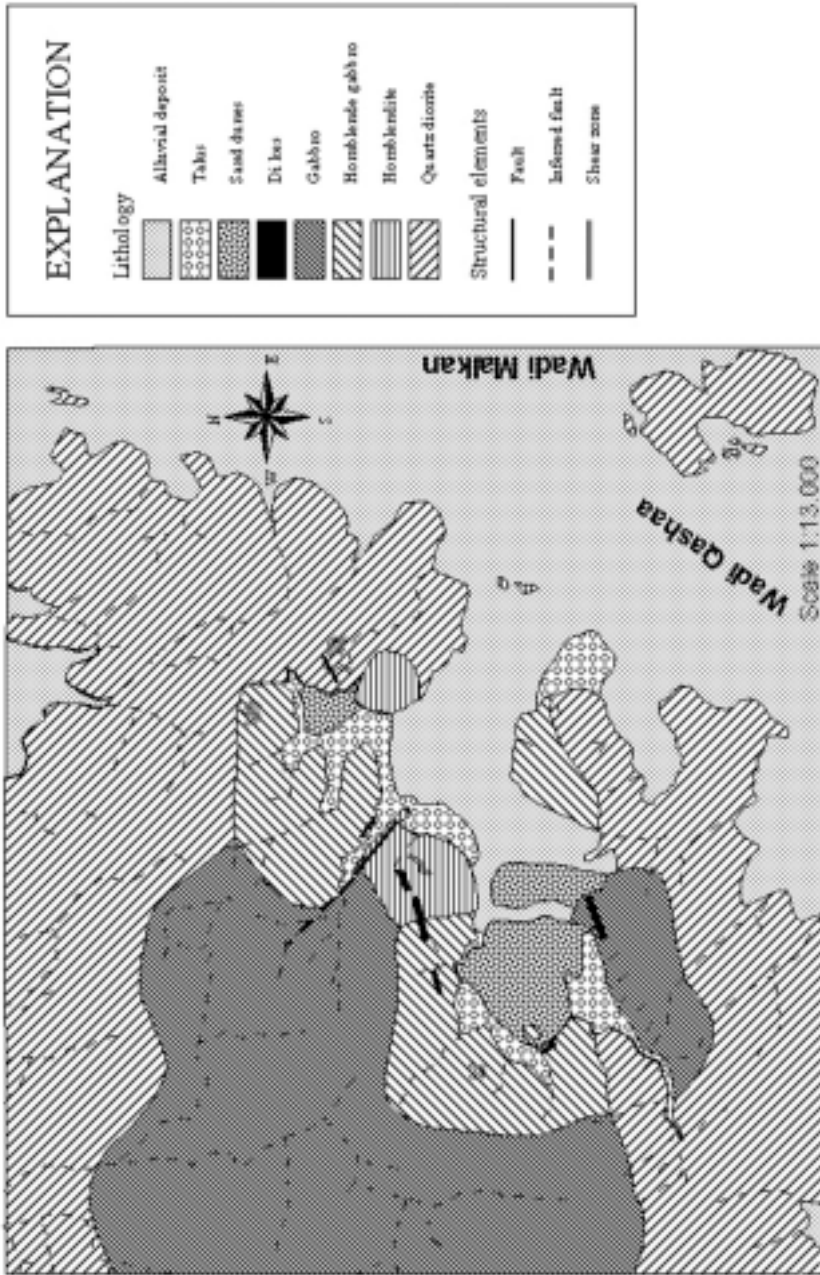 EXPLANATION
Lithology
Alluvial deposit
Talus
Sand dunes
Dikes
Gabbro
Hornblende gabbro
Hornblendite
Quartz diorite
Structural elements
Fault
Inferred fault
Shear zone
N
E
S
W
Wadi Malkan
Wadi Qashaa
Scale 1:13,000